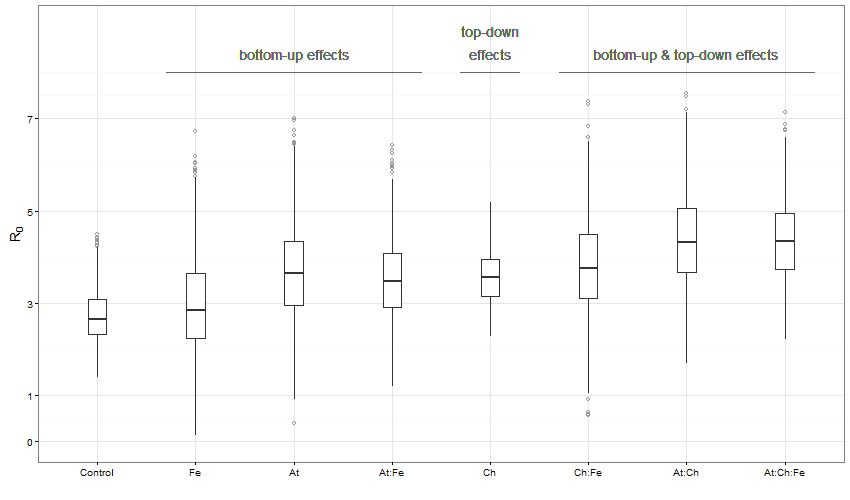 top-down
bottom-up effects effects bottom-up & top-down effects
7
5
3
1
0
R0
Control Fe At At:Fe Ch Ch:Fe At:Ch At:Ch:Fe